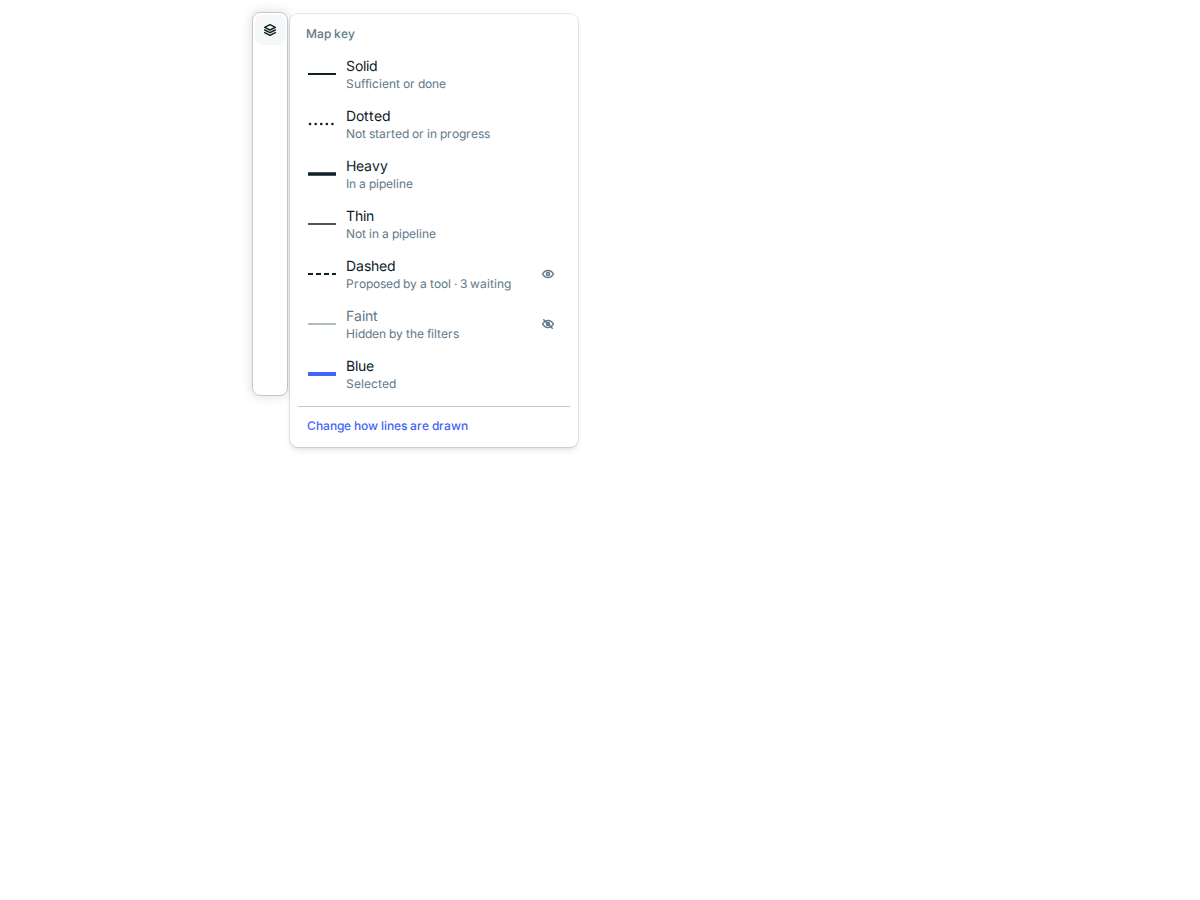 Map key
Solid
Sufficient or done
Dotted
Not started or in progress
Heavy
In a pipeline
Thin
Not in a pipeline
Dashed
Proposed by a tool · 3 waiting
Faint
Hidden by the filters
Blue
Selected
Change how lines are drawn